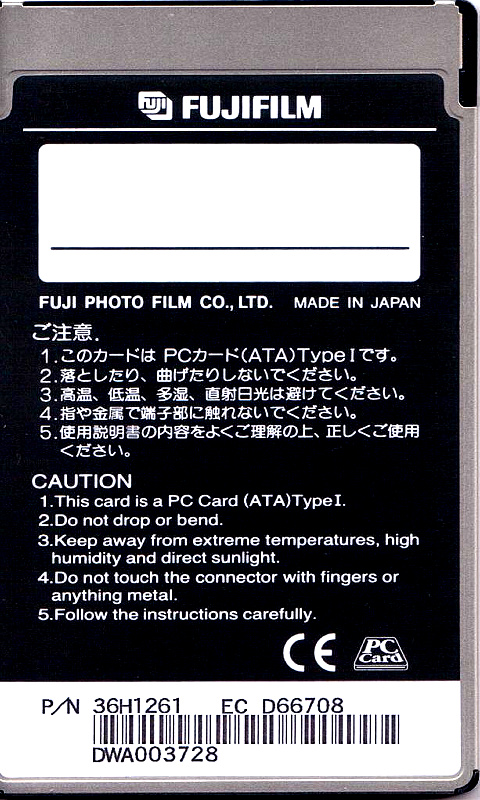 FUJI FUJIFILM
FUJI PHOTO FILM CO., LTD. MADE IN JAPAN
ご注意.
1.このカードは PCカード(ATA)TypeⅠです。
2.落としたり、曲げたりしないでください。
3.高温、低温、多湿、直射日光は避けてください。
4.指や金属で端子部に触れないでください。
5.使用説明書の内容をよくご理解の上、正しくご使用
ください。
CAUTION
1.This card is a PC Card (ATA)TypeⅠ.
2.Do not drop or bend.
3.Keep away from extreme temperatures, high
humidity and direct sunlight.
4.Do not touch the connector with fingers or
anything metal.
5.Follow the instructions carefully.
CE PC Card
P/N 36H1261 EC D66708
DWA003728